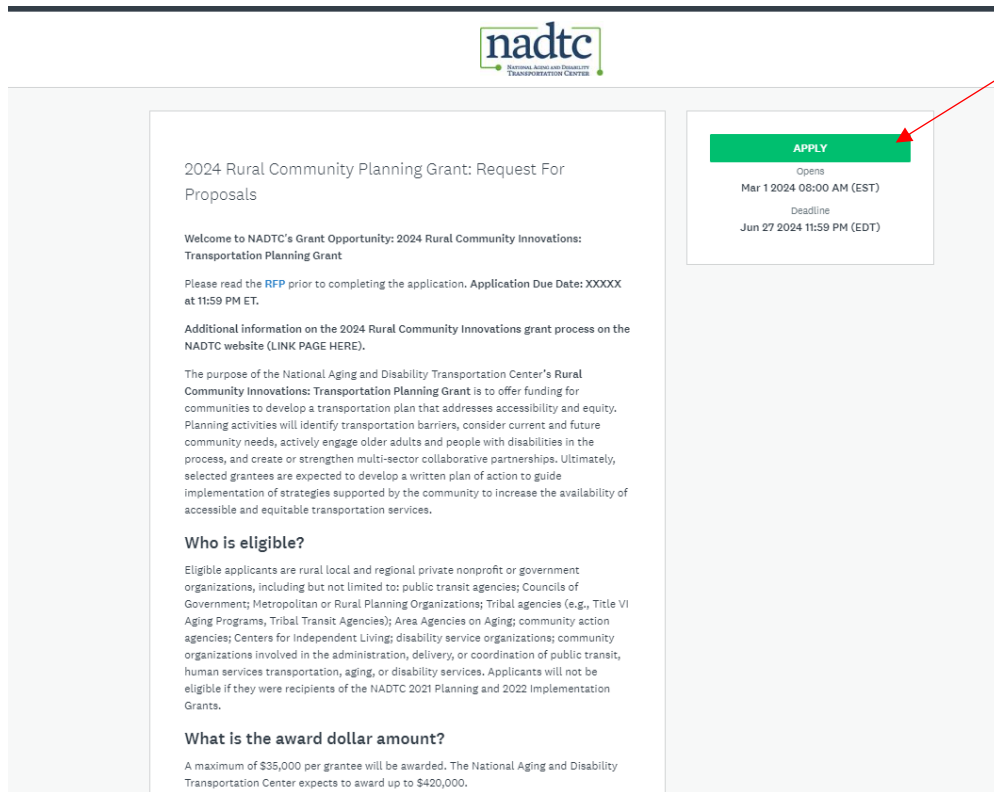 nadtc
NATIONAL AGING AND DISABILITY
TRANSPORTATION CENTER
2024 Rural Community Planning Grant: Request For
Proposals
Welcome to NADTC's Grant Opportunity: 2024 Rural Community Innovations:
Transportation Planning Grant
Please read the RFP prior to completing the application. Application Due Date: XXXXX
at 11:59 PM ET.
Additional information on the 2024 Rural Community Innovations grant process on the
NADTC website (LINK PAGE HERE).
The purpose of the National Aging and Disability Transportation Center's Rural
Community Innovations: Transportation Planning Grant is to offer funding for
communities to develop a transportation plan that addresses accessibility and equity.
Planning activities will identify transportation barriers, consider current and future
community needs, actively engage older adults and people with disabilities in the
process, and create or strengthen multi-sector collaborative partnerships. Ultimately,
selected grantees are expected to develop a written plan of action to guide
implementation of strategies supported by the community to increase the availability of
accessible and equitable transportation services.
Who is eligible?
Eligible applicants are rural local and regional private nonprofit or government
organizations, including but not limited to: public transit agencies; Councils of
Government; Metropolitan or Rural Planning Organizations; Tribal agencies (e.g., Title VI
Aging Programs, Tribal Transit Agencies); Area Agencies on Aging; community action
agencies; Centers for Independent Living; disability service organizations; community
organizations involved in the administration, delivery, or coordination of public transit,
human services transportation, aging, or disability services. Applicants will not be
eligible if they were recipients of the NADTC 2021 Planning and 2022 Implementation
Grants.
What is the award dollar amount?
A maximum of $35,000 per grantee will be awarded. The National Aging and Disability
Transportation Center expects to award up to $420,000.
APPLY
Opens
Mar 1 2024 08:00 AM (EST)
Deadline
Jun 27 2024 11:59 PM (EDT)